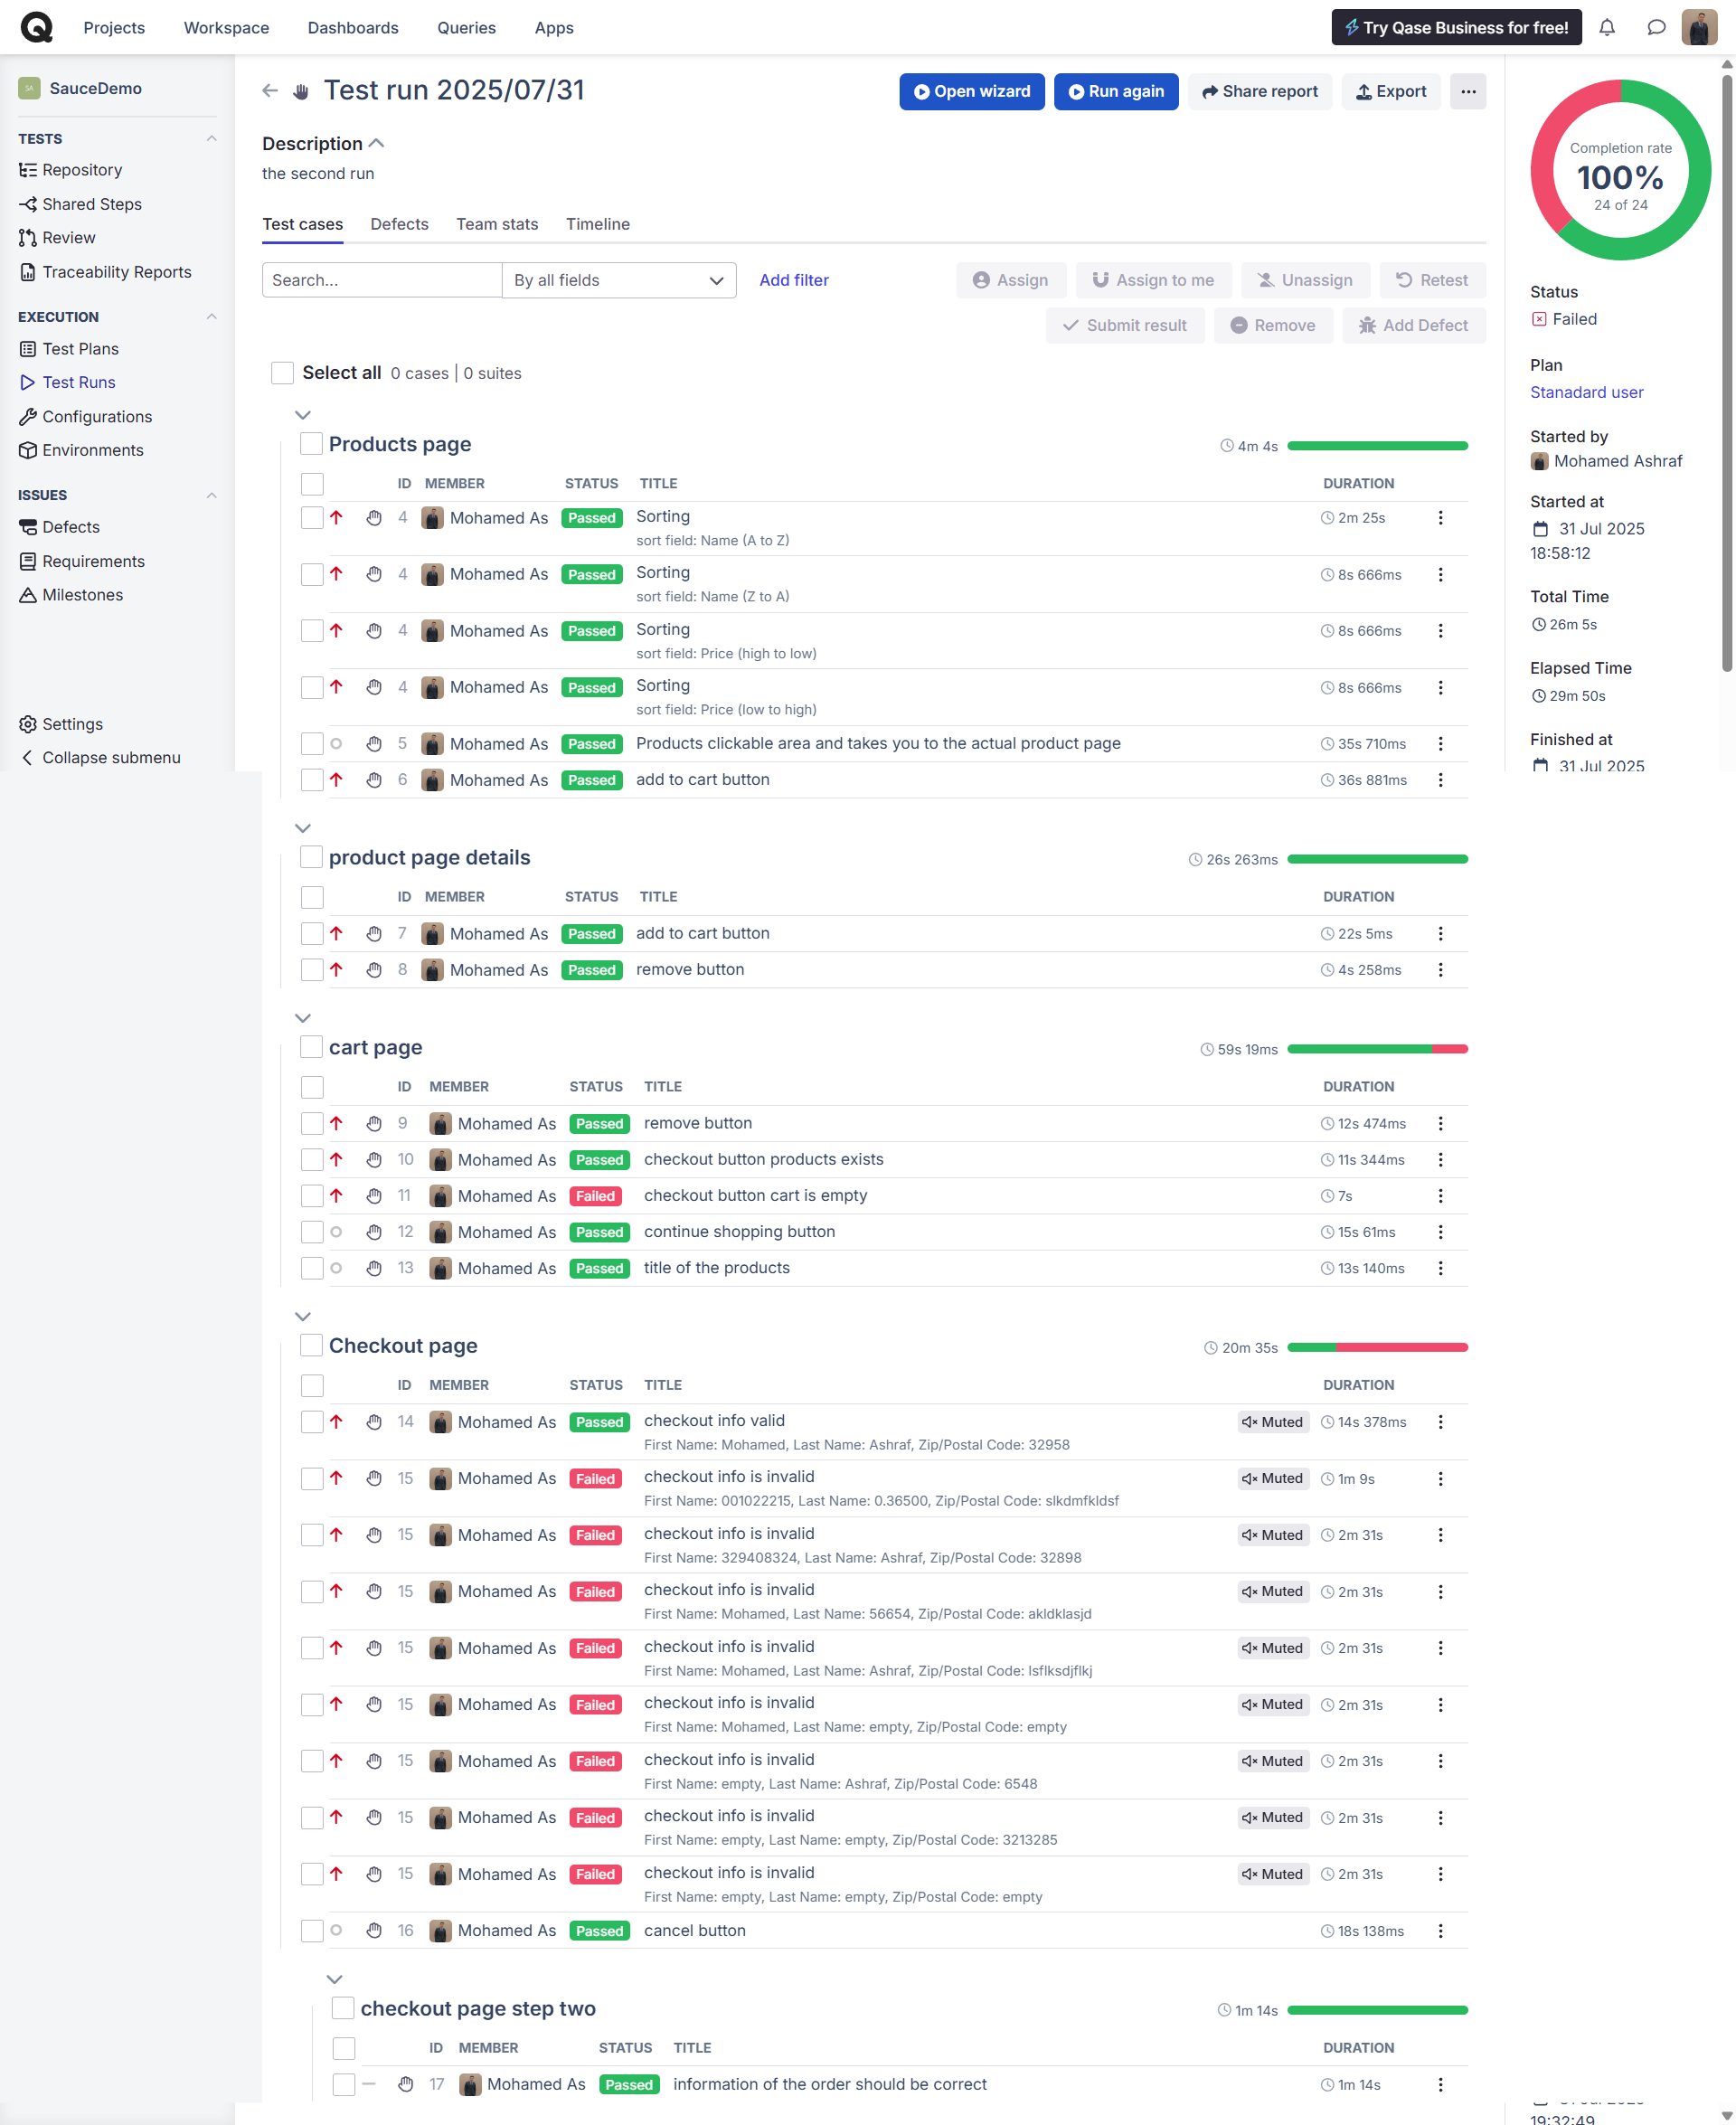 Projects Workspace Dashboards Queries Apps Try Qase Business for free!
SA SauceDemo
TESTS
Repository
Shared Steps
Review
Traceability Reports
EXECUTION
Test Plans
Test Runs
Configurations
Environments
ISSUES
Defects
Requirements
Milestones
Settings
Collapse submenu
Test run 2025/07/31
Open wizard Run again Share report Export
Description
the second run
Test cases Defects Team stats Timeline
Search... By all fields Add filter
Assign Assign to me Unassign Retest
Submit result Remove Add Defect
Select all 0 cases | 0 suites
Products page 4m 4s
ID MEMBER STATUS TITLE DURATION
4 Mohamed As Passed Sorting 2m 25s
sort field: Name (A to Z)
4 Mohamed As Passed Sorting 8s 666ms
sort field: Name (Z to A)
4 Mohamed As Passed Sorting 8s 666ms
sort field: Price (high to low)
4 Mohamed As Passed Sorting 8s 666ms
sort field: Price (low to high)
5 Mohamed As Passed Products clickable area and takes you to the actual product page 35s 710ms
6 Mohamed As Passed add to cart button 36s 881ms
product page details 26s 263ms
ID MEMBER STATUS TITLE DURATION
7 Mohamed As Passed add to cart button 22s 5ms
8 Mohamed As Passed remove button 4s 258ms
cart page 59s 19ms
ID MEMBER STATUS TITLE DURATION
9 Mohamed As Passed remove button 12s 474ms
10 Mohamed As Passed checkout button products exists 11s 344ms
11 Mohamed As Failed checkout button cart is empty 7s
12 Mohamed As Passed continue shopping button 15s 61ms
13 Mohamed As Passed title of the products 13s 140ms
Checkout page 20m 35s
ID MEMBER STATUS TITLE DURATION
14 Mohamed As Passed checkout info valid Muted 14s 378ms
First Name: Mohamed, Last Name: Ashraf, Zip/Postal Code: 32958
15 Mohamed As Failed checkout info is invalid Muted 1m 9s
First Name: 001022215, Last Name: 0.36500, Zip/Postal Code: slkdmfkldsf
15 Mohamed As Failed checkout info is invalid Muted 2m 31s
First Name: 329408324, Last Name: Ashraf, Zip/Postal Code: 32898
15 Mohamed As Failed checkout info is invalid Muted 2m 31s
First Name: Mohamed, Last Name: 56654, Zip/Postal Code: akldklasjd
15 Mohamed As Failed checkout info is invalid Muted 2m 31s
First Name: Mohamed, Last Name: Ashraf, Zip/Postal Code: lsflksdjflkj
15 Mohamed As Failed checkout info is invalid Muted 2m 31s
First Name: Mohamed, Last Name: empty, Zip/Postal Code: empty
15 Mohamed As Failed checkout info is invalid Muted 2m 31s
First Name: empty, Last Name: Ashraf, Zip/Postal Code: 6548
15 Mohamed As Failed checkout info is invalid Muted 2m 31s
First Name: empty, Last Name: empty, Zip/Postal Code: 3213285
15 Mohamed As Failed checkout info is invalid Muted 2m 31s
First Name: empty, Last Name: empty, Zip/Postal Code: empty
16 Mohamed As Passed cancel button 18s 138ms
checkout page step two 1m 14s
ID MEMBER STATUS TITLE DURATION
17 Mohamed As Passed information of the order should be correct 1m 14s
Completion rate
100%
24 of 24
Status
Failed
Plan
Stanadard user
Started by
Mohamed Ashraf
Started at
31 Jul 2025
18:58:12
Total Time
26m 5s
Elapsed Time
29m 50s
Finished at
31 Jul 2025
19:32:49